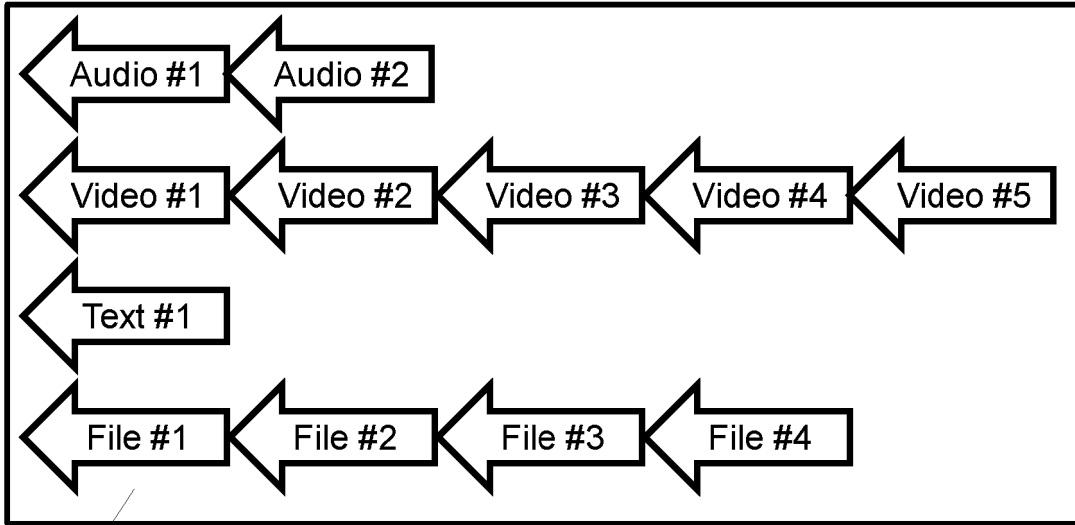 Audio #1 Audio #2
Video #1 Video #2 Video #3 Video #4 Video #5
Text #1
File #1 File #2 File #3 File #4